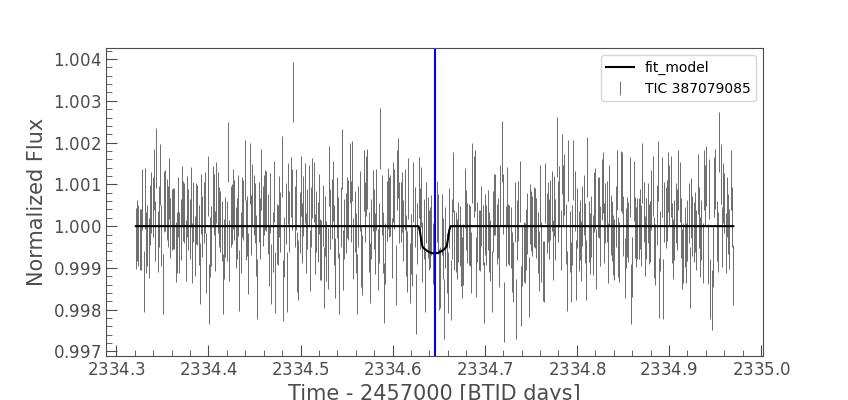 1.004
1.003
1.002
1.001
1.000
0.999
0.998
0.997
Normalized Flux
fit_model
TIC 387079085
2334.3 2334.4 2334.5 2334.6 2334.7 2334.8 2334.9 2335.0
Time - 2457000 [BTJD days]